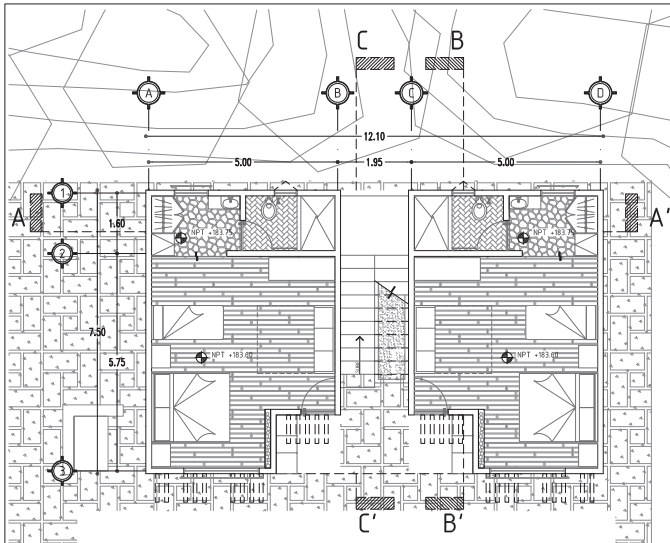 C B
A B C D
12.10
5.00 1.95 5.00
1
A A'
1.60
NPT +183.75 NPT +183.75
2
7.50
NPT +183.60 NPT +183.60
5.75
3
C' B'